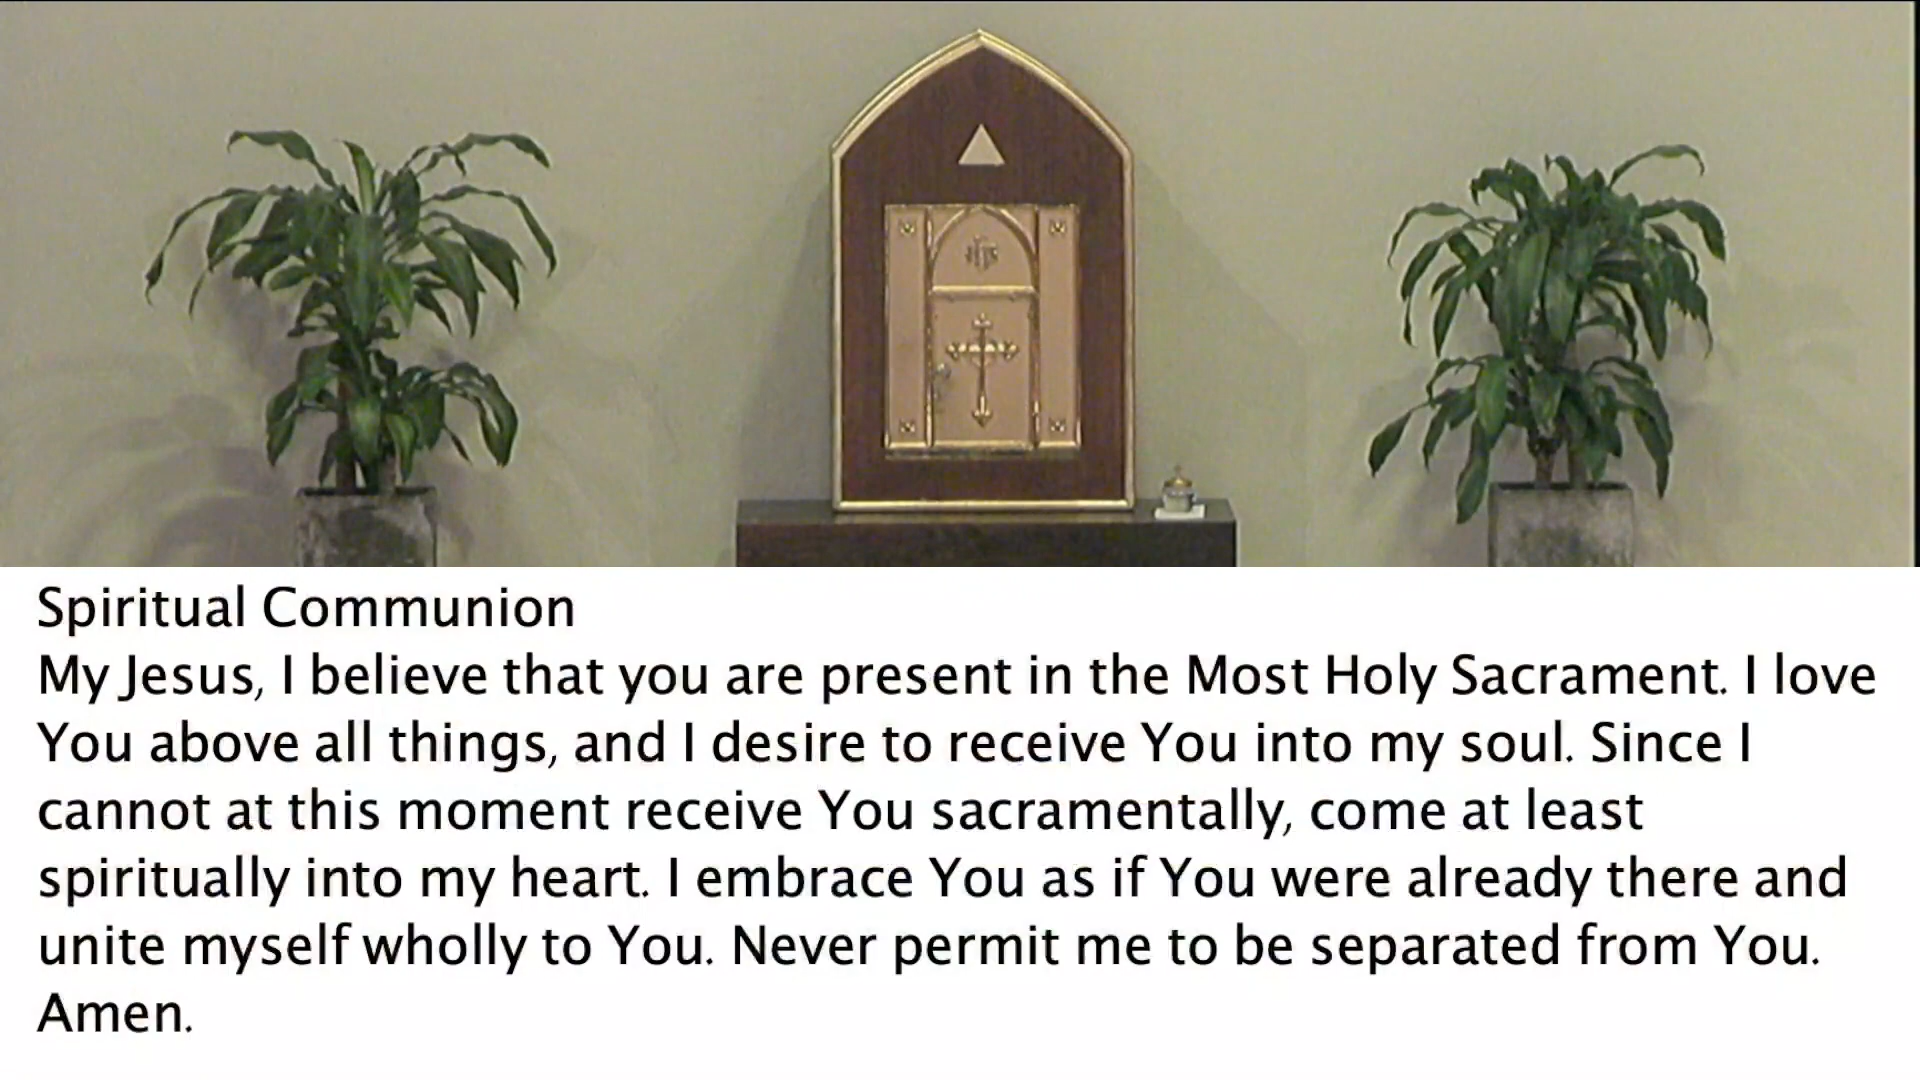 IHS
Spiritual Communion
My Jesus, I believe that you are present in the Most Holy Sacrament. I love
You above all things, and I desire to receive You into my soul. Since I
cannot at this moment receive You sacramentally, come at least
spiritually into my heart. I embrace You as if You were already there and
unite myself wholly to You. Never permit me to be separated from You.
Amen.